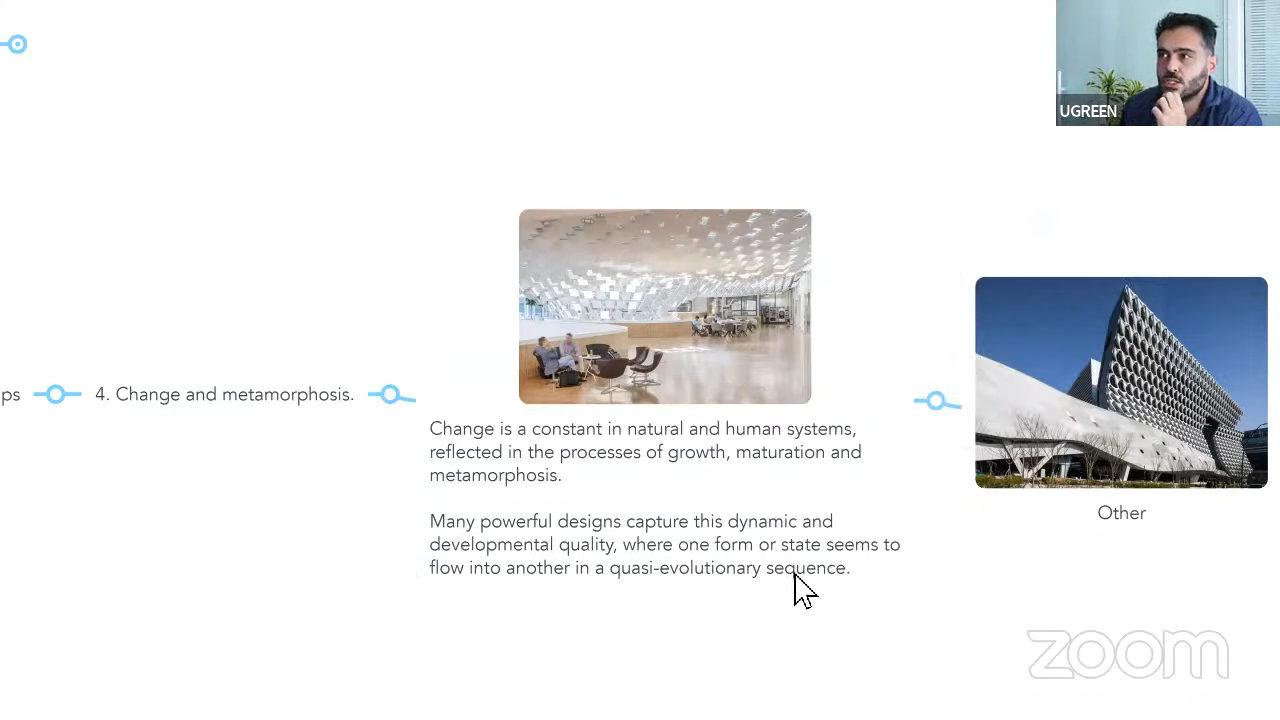 UGREEN
ps
4. Change and metamorphosis.
Change is a constant in natural and human systems,
reflected in the processes of growth, maturation and
metamorphosis.
Many powerful designs capture this dynamic and
developmental quality, where one form or state seems to
flow into another in a quasi-evolutionary sequence.
Other
zoom